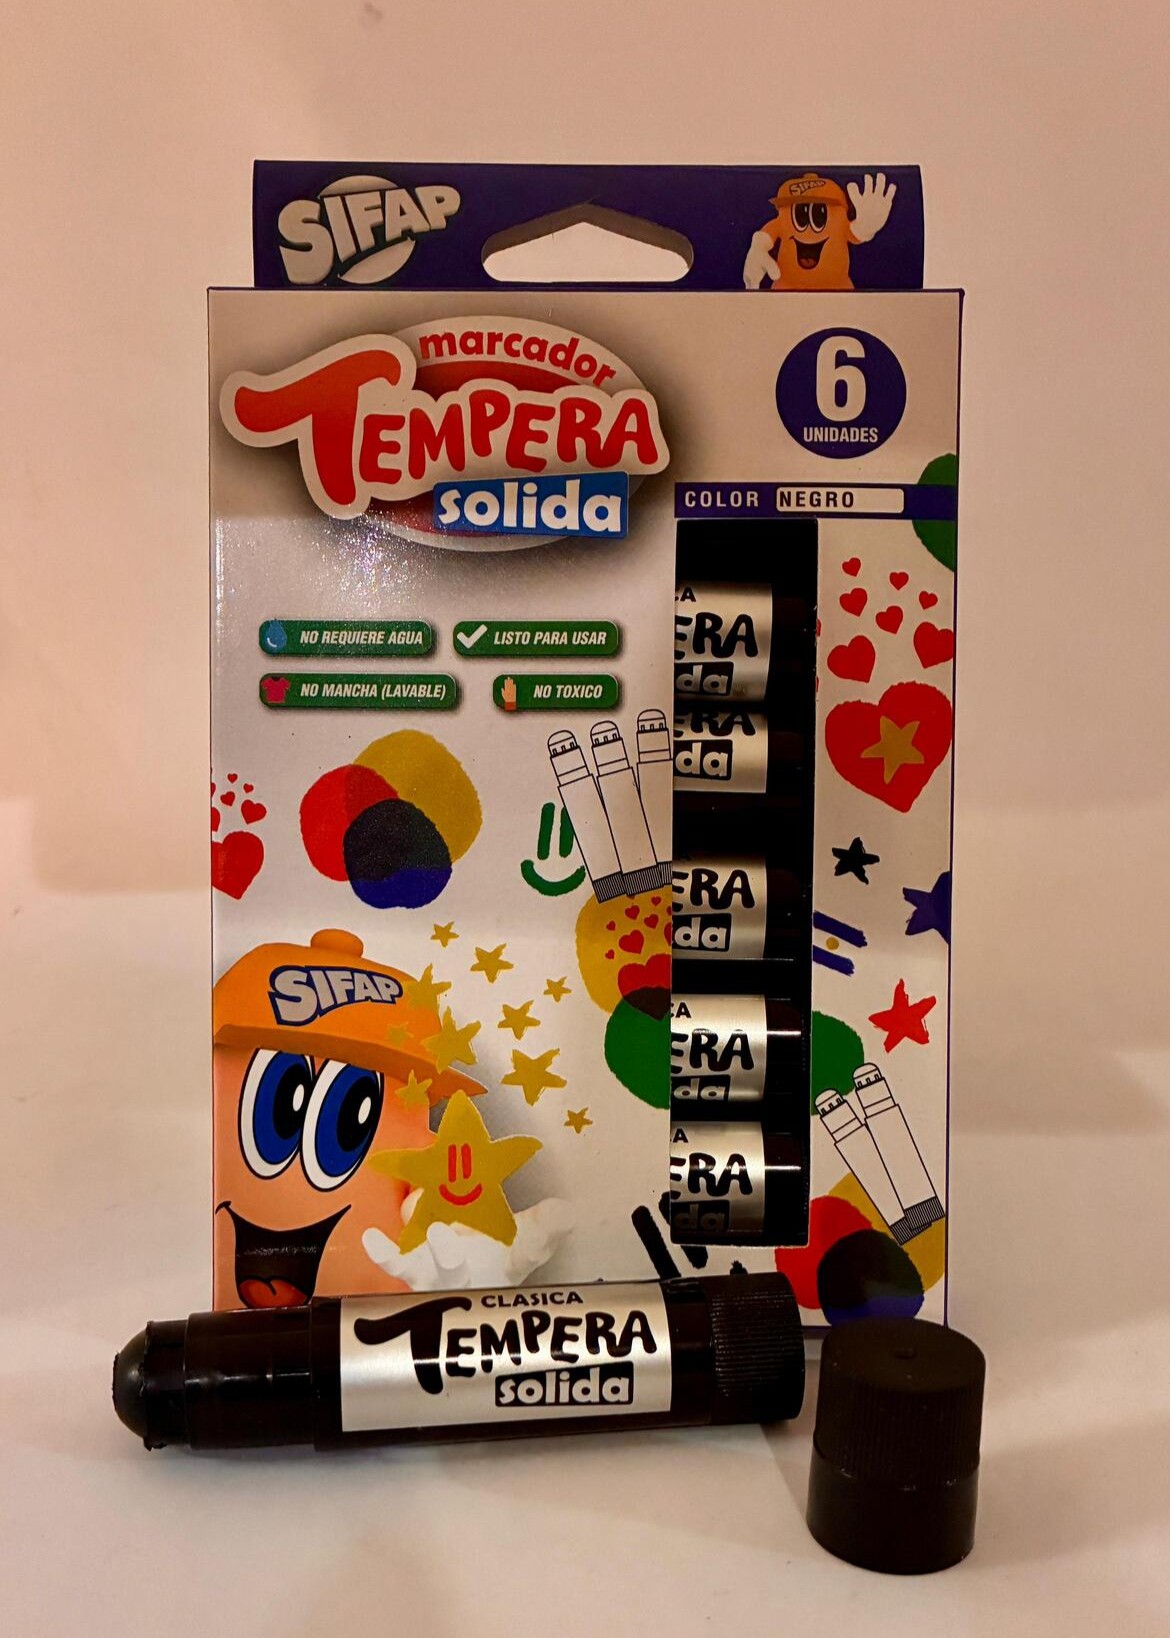 SIFAP
SIFAP
marcador
TEMPERA
solida
6
UNIDADES
COLOR NEGRO
NO REQUIERE AGUA
LISTO PARA USAR
NO MANCHA (LAVABLE)
NO TOXICO
SIFAP
CLASICA
TEMPERA
solida